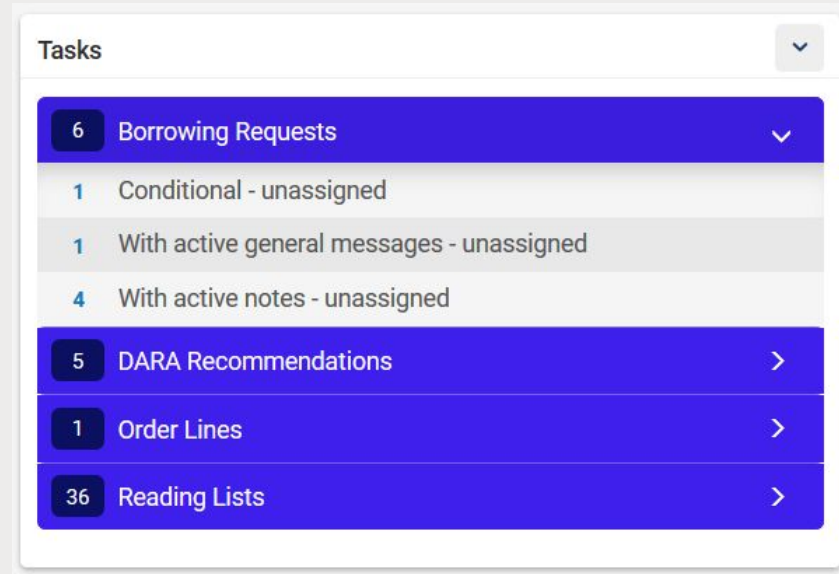 Tasks
6 Borrowing Requests
1 Conditional - unassigned
1 With active general messages - unassigned
4 With active notes - unassigned
5 DARA Recommendations
1 Order Lines
36 Reading Lists